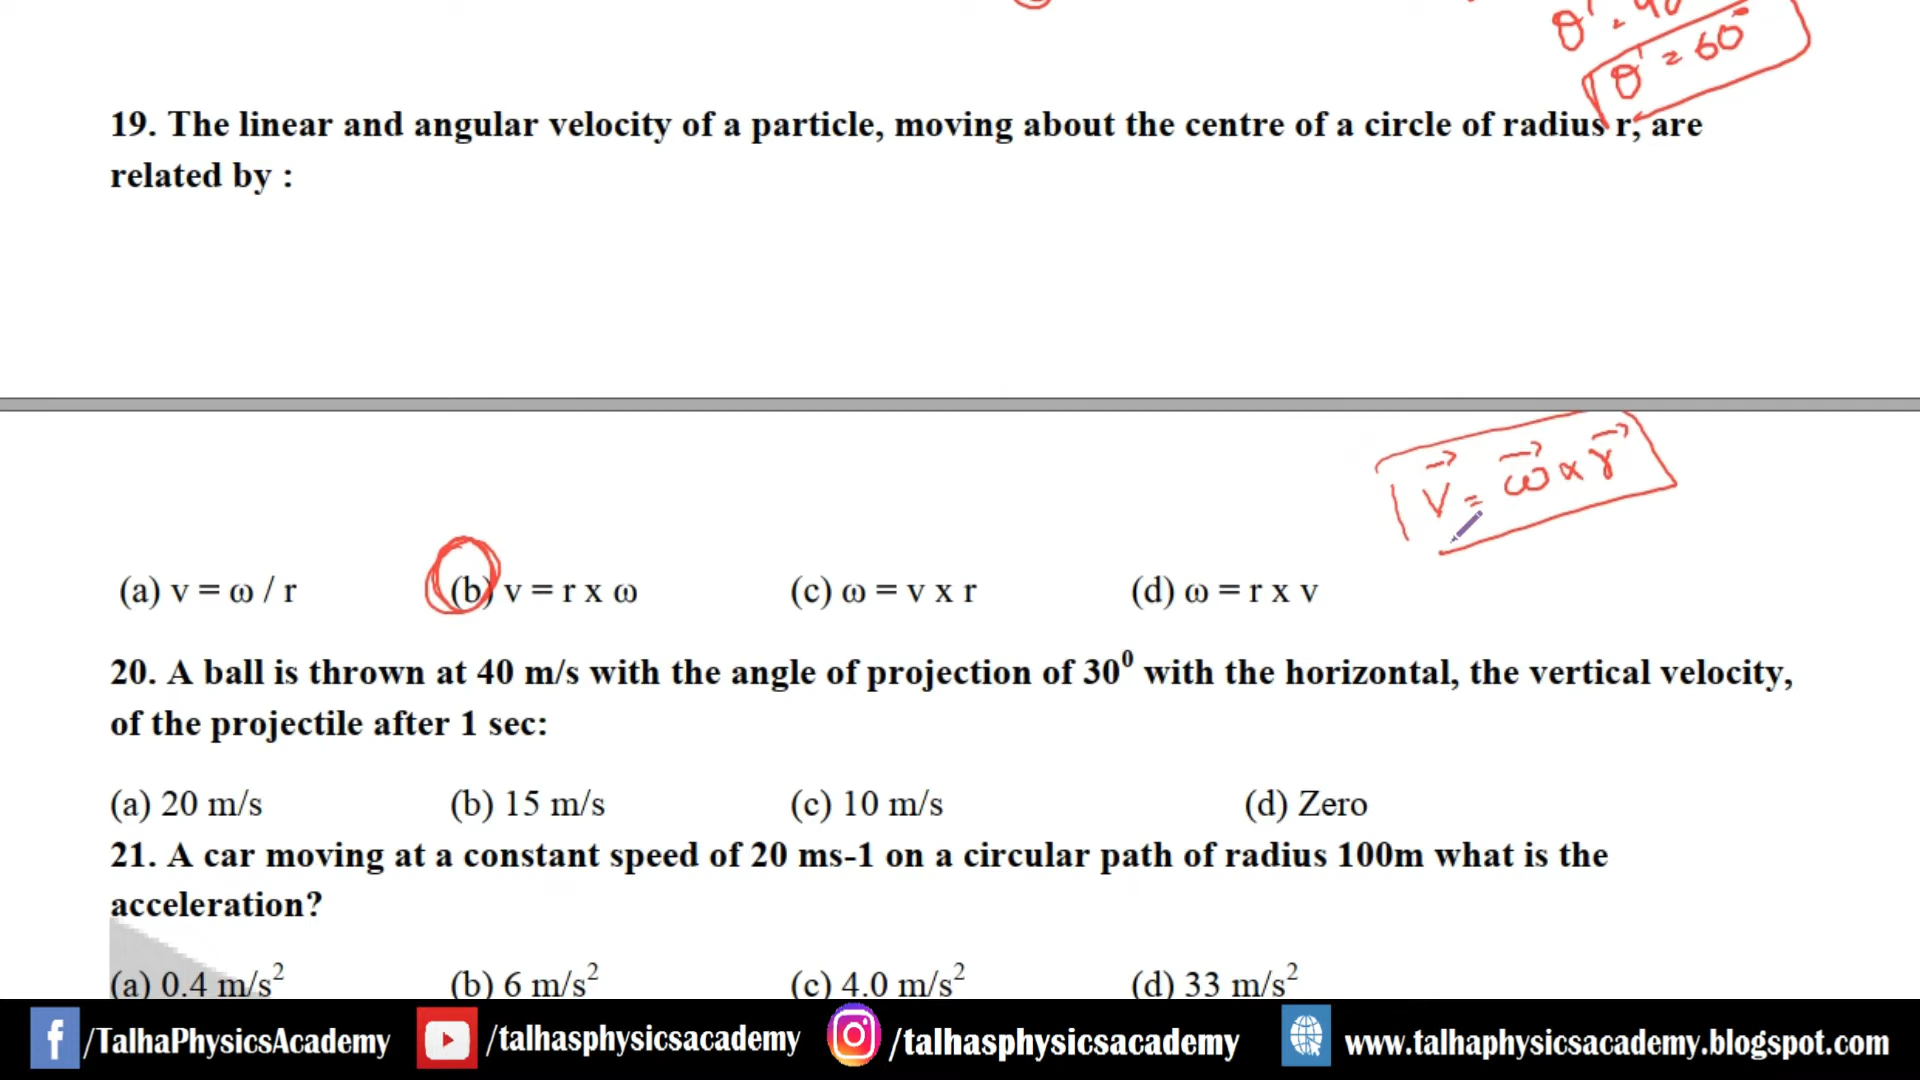 θ' = 90
θ' = 60°
19. The linear and angular velocity of a particle, moving about the centre of a circle of radius r, are
related by :
V = ω × r
(a) v = ω / r (b) v = r x ω (c) ω = v x r (d) ω = r x v
20. A ball is thrown at 40 m/s with the angle of projection of 30⁰ with the horizontal, the vertical velocity,
of the projectile after 1 sec:
(a) 20 m/s (b) 15 m/s (c) 10 m/s (d) Zero
21. A car moving at a constant speed of 20 ms-1 on a circular path of radius 100m what is the
acceleration?
(a) 0.4 m/s² (b) 6 m/s² (c) 4.0 m/s² (d) 33 m/s²
/TalhaPhysicsAcademy /talhasphysicsacademy /talhasphysicsacademy www.talhaphysicsacademy.blogspot.com